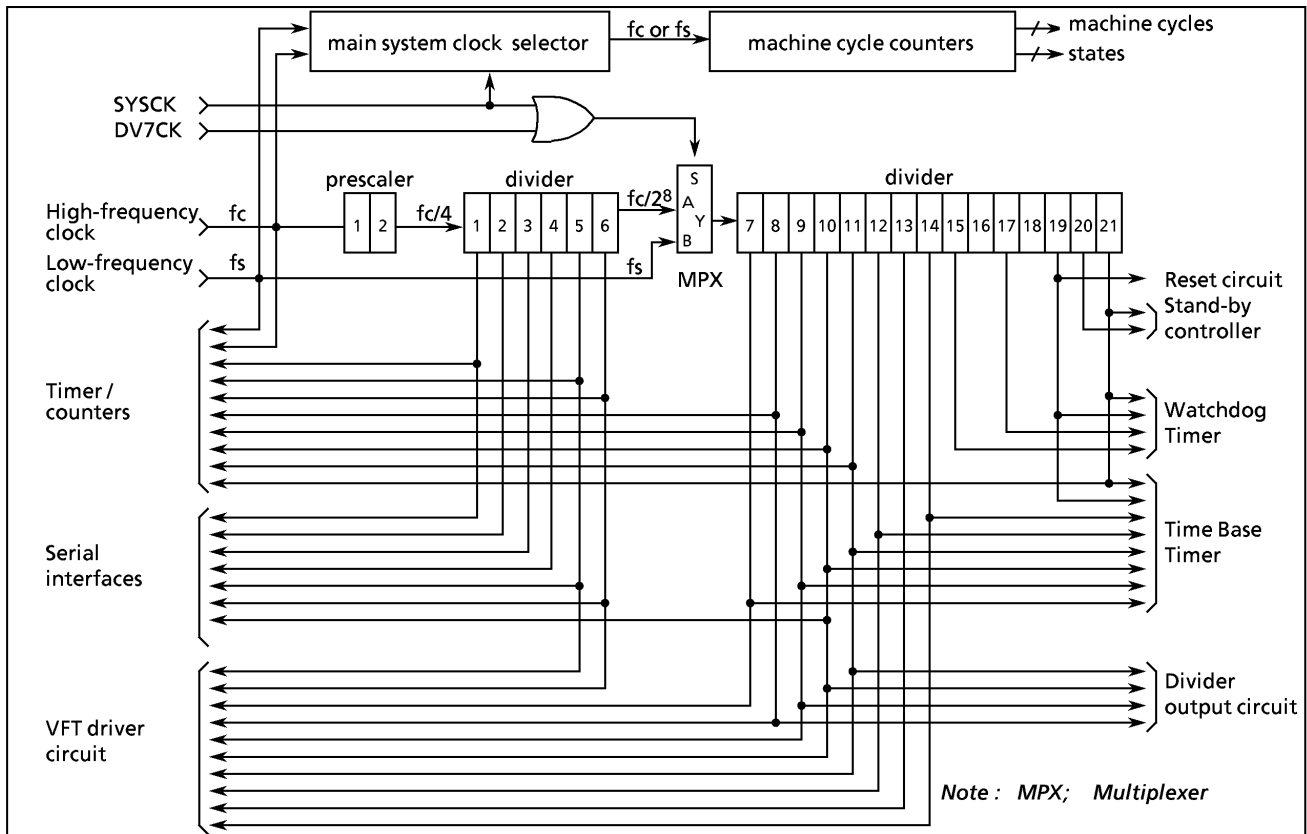 main system clock selector
fc or fs
machine cycle counters
machine cycles
states
SYSCK
DV7CK
prescaler
divider
divider
High-frequency
clock
fc
1 2
fc/4
1 2 3 4 5 6
fc/2⁸
S
A
Y
B
MPX
7 8 9 10 11 12 13 14 15 16 17 18 19 20 21
Low-frequency
clock
fs
fs
Reset circuit
Stand-by
controller
Timer /
counters
Watchdog
Timer
Serial
interfaces
Time Base
Timer
VFT driver
circuit
Divider
output circuit
Note : MPX; Multiplexer